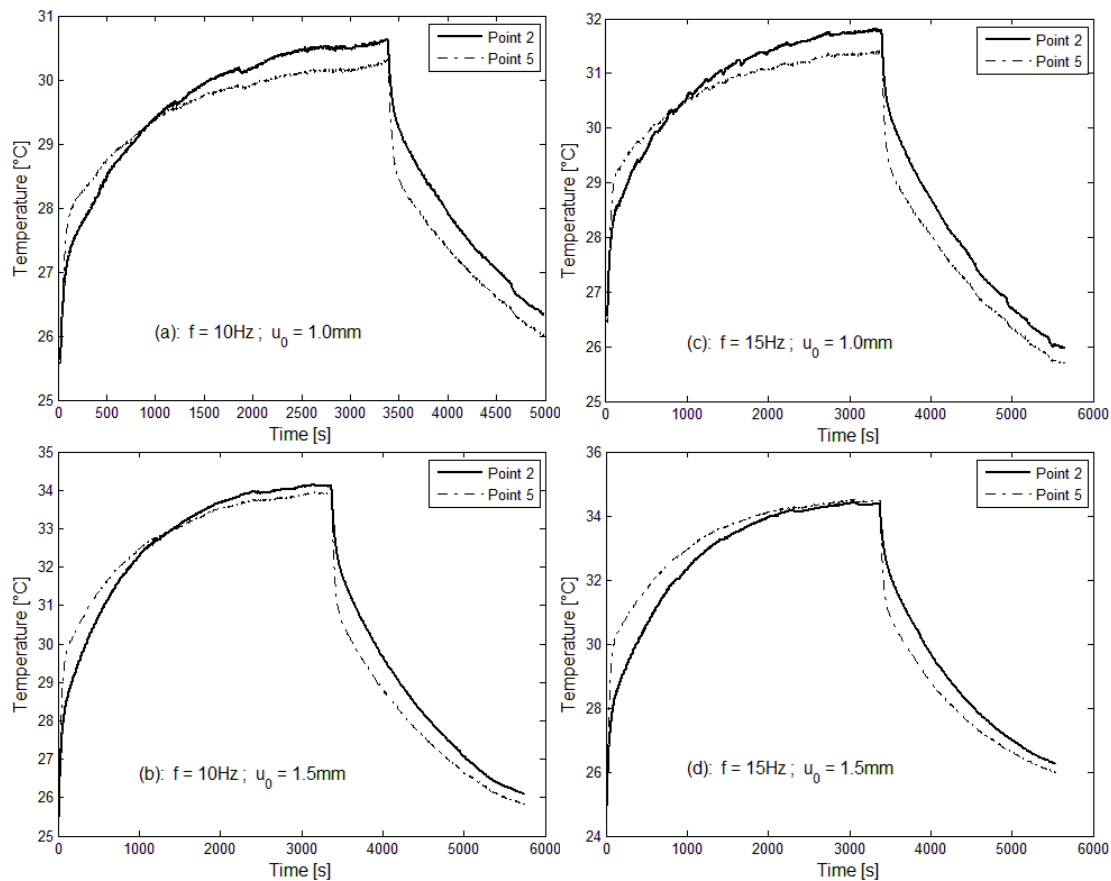 31
30
29
28
27
26
25
Temperature [°C]
Point 2
Point 5
(a): f = 10Hz ; u0 = 1.0mm
0 500 1000 1500 2000 2500 3000 3500 4000 4500 5000
Time [s]
32
31
30
29
28
27
26
25
Temperature [°C]
Point 2
Point 5
(c): f = 15Hz ; u0 = 1.0mm
0 1000 2000 3000 4000 5000 6000
Time [s]
35
34
33
32
31
30
29
28
27
26
25
Temperature [°C]
Point 2
Point 5
(b): f = 10Hz ; u0 = 1.5mm
0 1000 2000 3000 4000 5000 6000
Time [s]
36
34
32
30
28
26
24
Temperature [°C]
Point 2
Point 5
(d): f = 15Hz ; u0 = 1.5mm
0 1000 2000 3000 4000 5000 6000
Time [s]